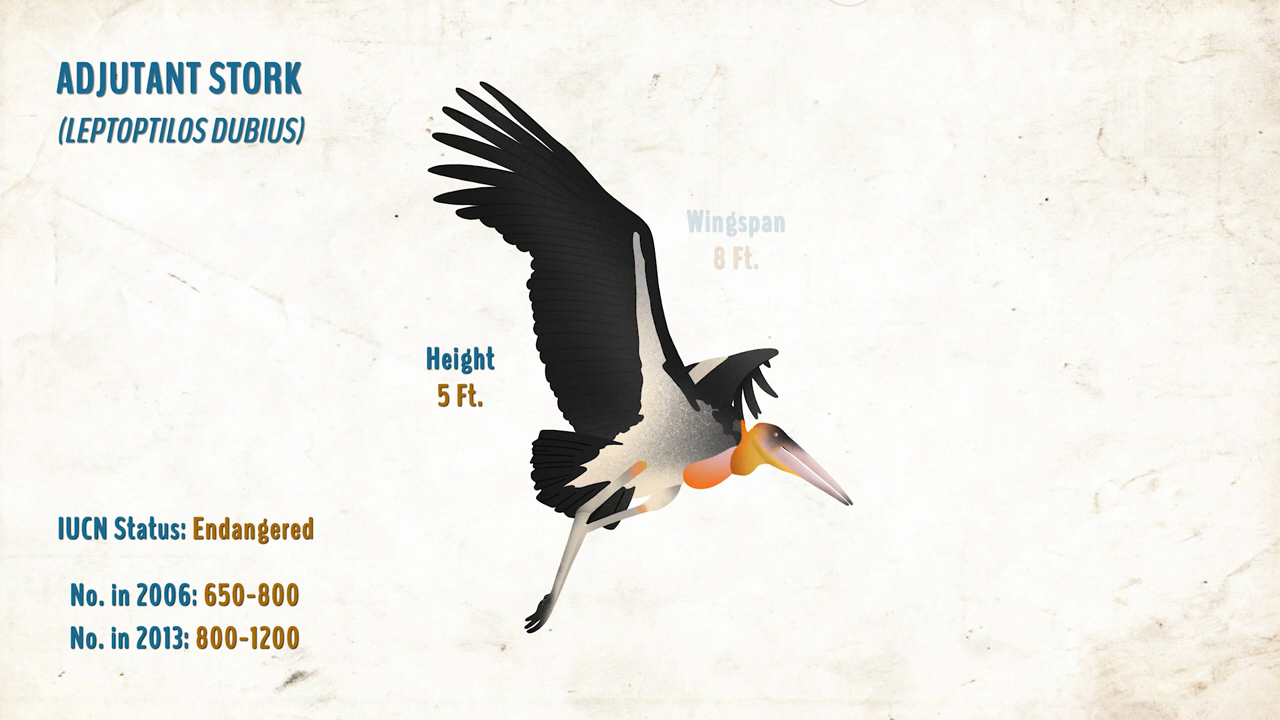 ADJUTANT STORK
(LEPTOPTILOS DUBIUS)
Wingspan
8 Ft.
Height
5 Ft.
IUCN Status: Endangered
No. in 2006: 650-800
No. in 2013: 800-1200